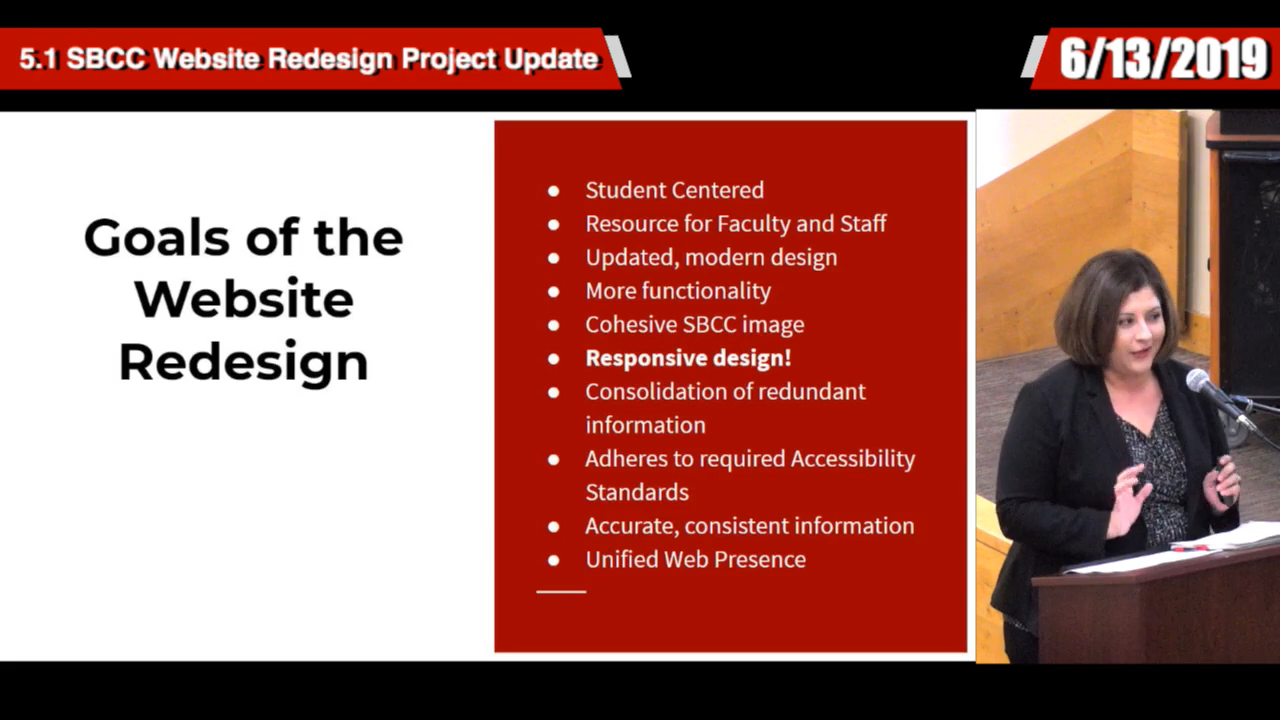 5.1 SBCC Website Redesign Project Update
6/13/2019
Goals of the
Website
Redesign
● Student Centered
● Resource for Faculty and Staff
● Updated, modern design
● More functionality
● Cohesive SBCC image
● Responsive design!
● Consolidation of redundant
information
● Adheres to required Accessibility
Standards
● Accurate, consistent information
● Unified Web Presence